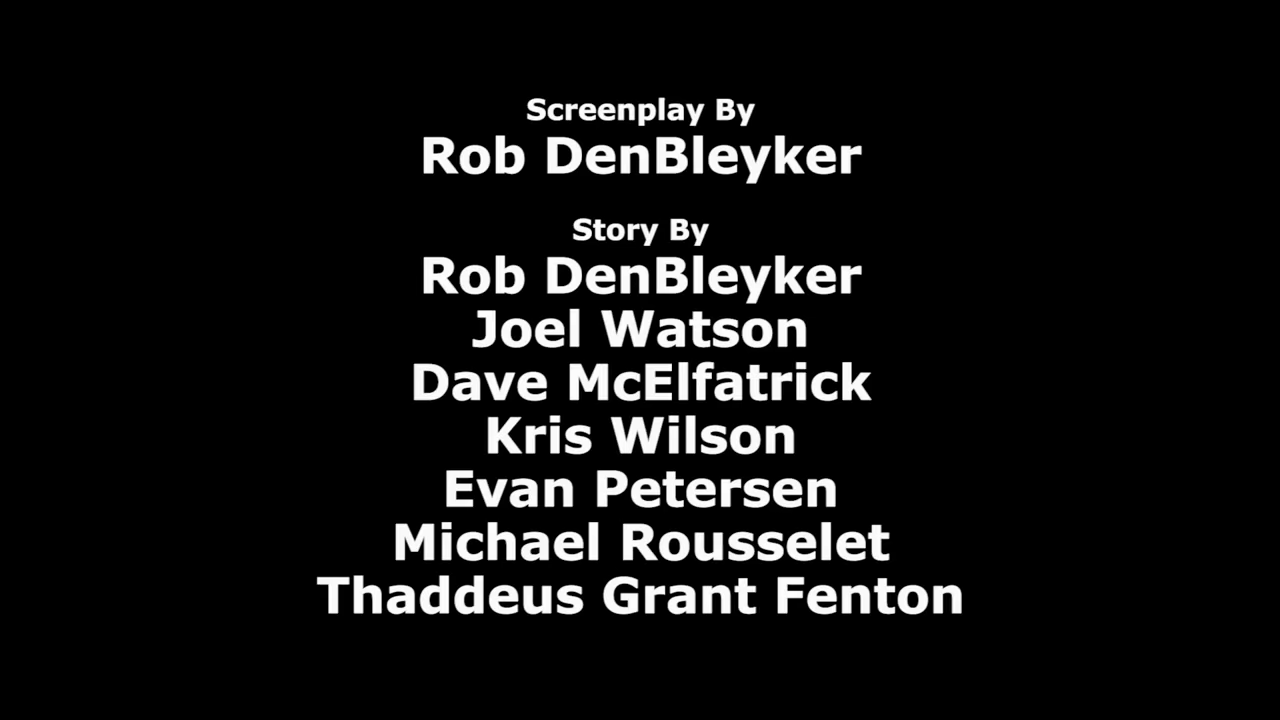 Screenplay By
Rob DenBleyker
Story By
Rob DenBleyker
Joel Watson
Dave McElfatrick
Kris Wilson
Evan Petersen
Michael Rousselet
Thaddeus Grant Fenton